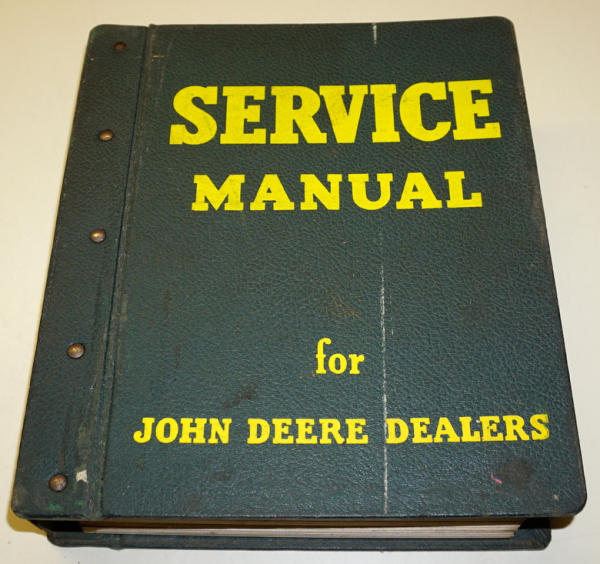 SERVICE
MANUAL
for
JOHN DEERE DEALERS